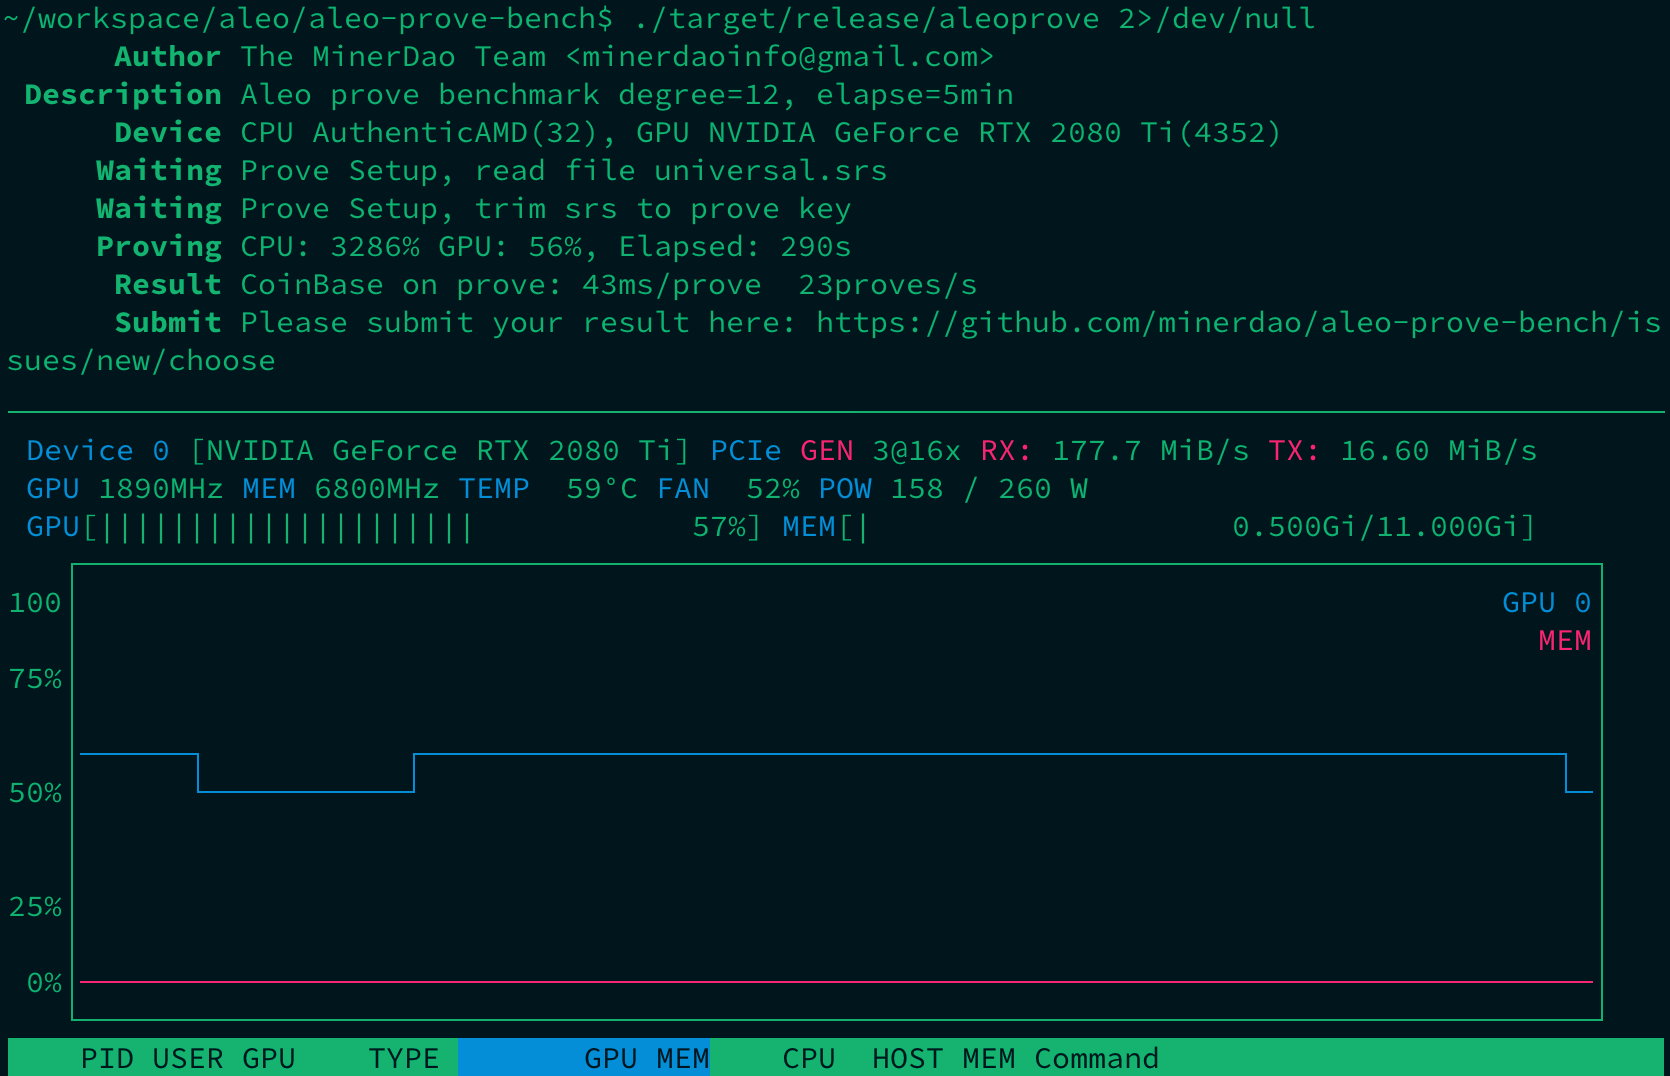 ~/workspace/aleo/aleo-prove-bench$ ./target/release/aleoprove 2>/dev/null
Author The MinerDao Team <minerdaoinfo@gmail.com>
Description Aleo prove benchmark degree=12, elapse=5min
Device CPU AuthenticAMD(32), GPU NVIDIA GeForce RTX 2080 Ti(4352)
Waiting Prove Setup, read file universal.srs
Waiting Prove Setup, trim srs to prove key
Proving CPU: 3286% GPU: 56%, Elapsed: 290s
Result CoinBase on prove: 43ms/prove  23proves/s
Submit Please submit your result here: https://github.com/minerdao/aleo-prove-bench/is
sues/new/choose
Device 0 [NVIDIA GeForce RTX 2080 Ti] PCIe GEN 3@16x RX: 177.7 MiB/s TX: 16.60 MiB/s
GPU 1890MHz MEM 6800MHz TEMP  59°C FAN  52% POW 158 / 260 W
GPU[|||||||||||||||||||||            57%] MEM[|                    0.500Gi/11.000Gi]
100
GPU 0
MEM
75%
50%
25%
0%
PID USER GPU    TYPE        GPU MEM    CPU  HOST MEM Command